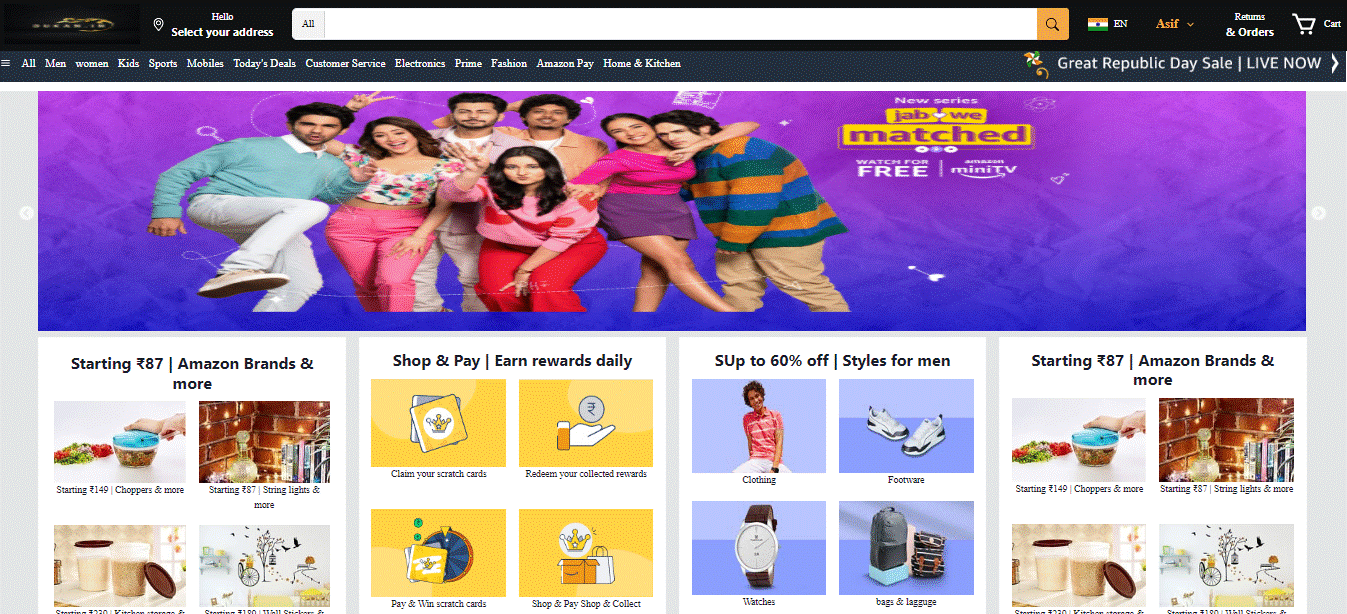 Hello
Select your address
All
EN
Asif
Returns
& Orders
Cart
All Men women Kids Sports Mobiles Today's Deals Customer Service Electronics Prime Fashion Amazon Pay Home & Kitchen
Great Republic Day Sale | LIVE NOW
New series
jab we
matched
WATCH FOR
FREE
amazon
miniTV
Starting ₹87 | Amazon Brands &
more
Starting ₹149 | Choppers & more
Starting ₹87 | String lights &
more
Starting ₹230 | Kitchen storage &
Starting ₹180 | Wall Stickers &
Shop & Pay | Earn rewards daily
Claim your scratch cards
Redeem your collected rewards
Pay & Win scratch cards
Shop & Pay Shop & Collect
SUp to 60% off | Styles for men
Clothing
Footware
Watches
bags & lagguge
Starting ₹87 | Amazon Brands &
more
Starting ₹149 | Choppers & more
Starting ₹87 | String lights & more
Starting ₹230 | Kitchen storage &
Starting ₹180 | Wall Stickers &